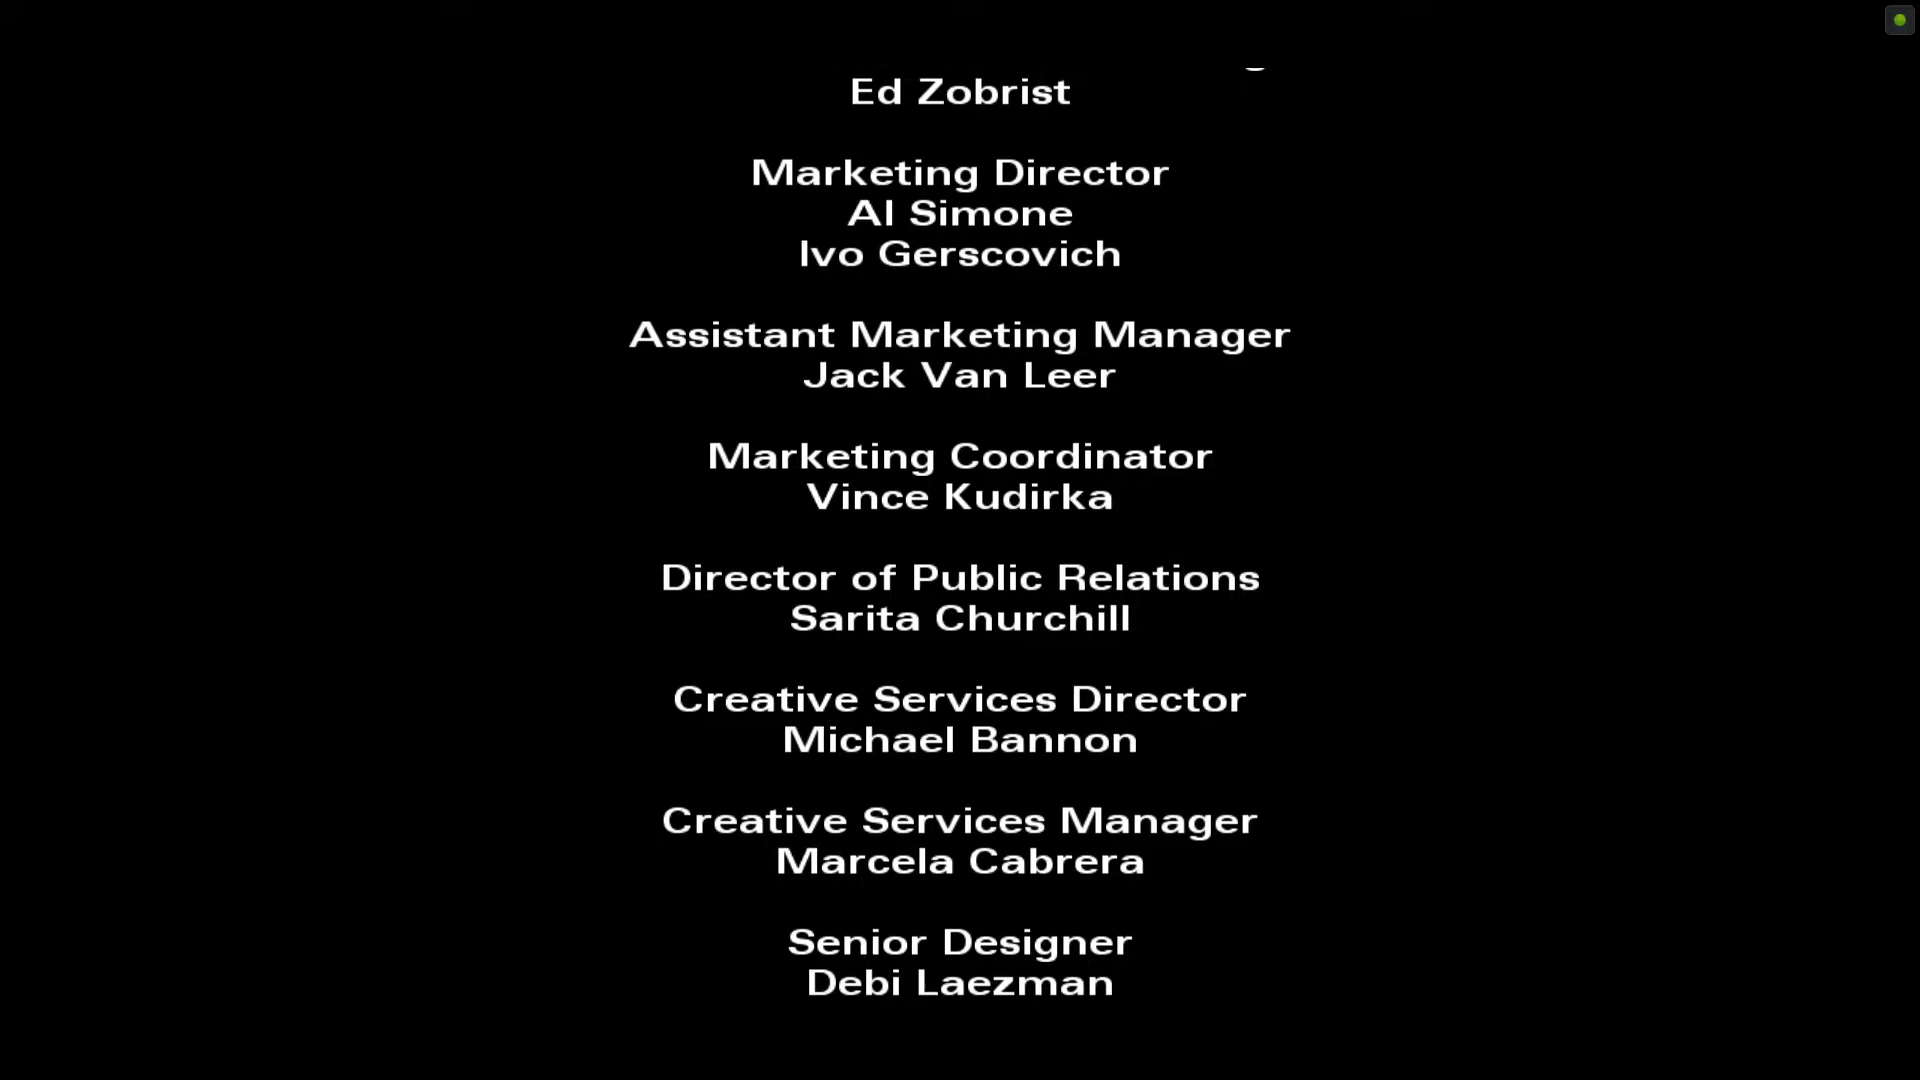 Ed Zobrist
Marketing Director
Al Simone
Ivo Gerscovich
Assistant Marketing Manager
Jack Van Leer
Marketing Coordinator
Vince Kudirka
Director of Public Relations
Sarita Churchill
Creative Services Director
Michael Bannon
Creative Services Manager
Marcela Cabrera
Senior Designer
Debi Laezman